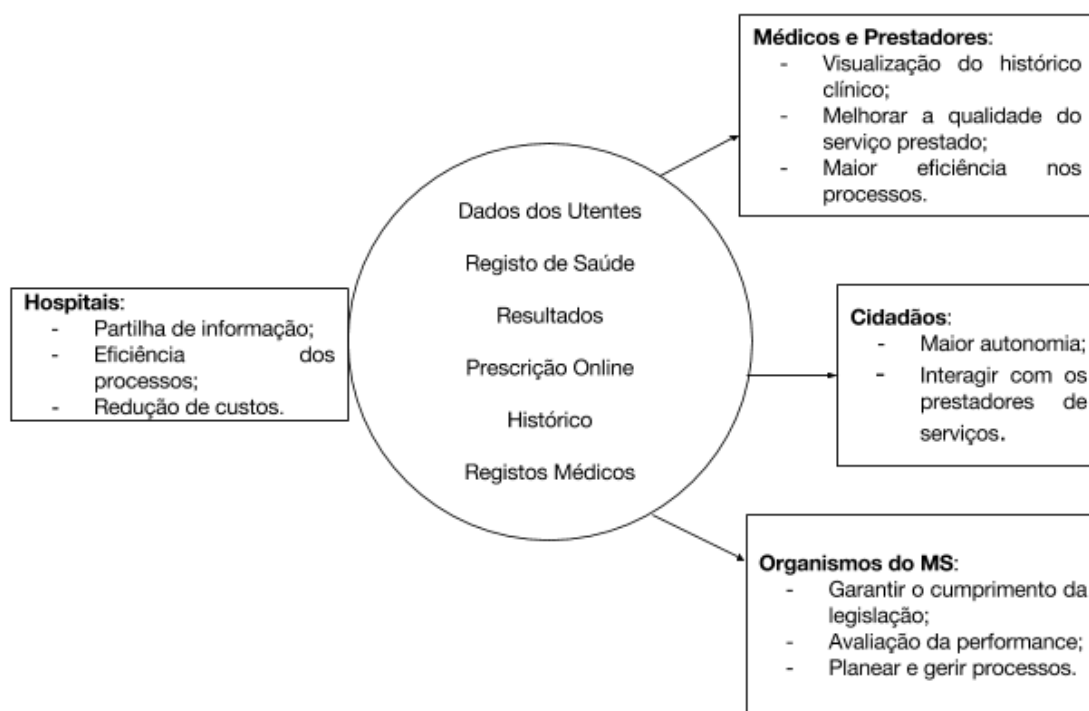 Médicos e Prestadores:
- Visualização do histórico
clínico;
- Melhorar a qualidade do
serviço prestado;
- Maior eficiência nos
processos.
Dados dos Utentes
Registo de Saúde
Resultados
Prescrição Online
Histórico
Registos Médicos
Hospitais:
- Partilha de informação;
- Eficiência dos
processos;
- Redução de custos.
Cidadãos:
- Maior autonomia;
- Interagir com os
prestadores de
serviços.
Organismos do MS:
- Garantir o cumprimento da
legislação;
- Avaliação da performance;
- Planear e gerir processos.